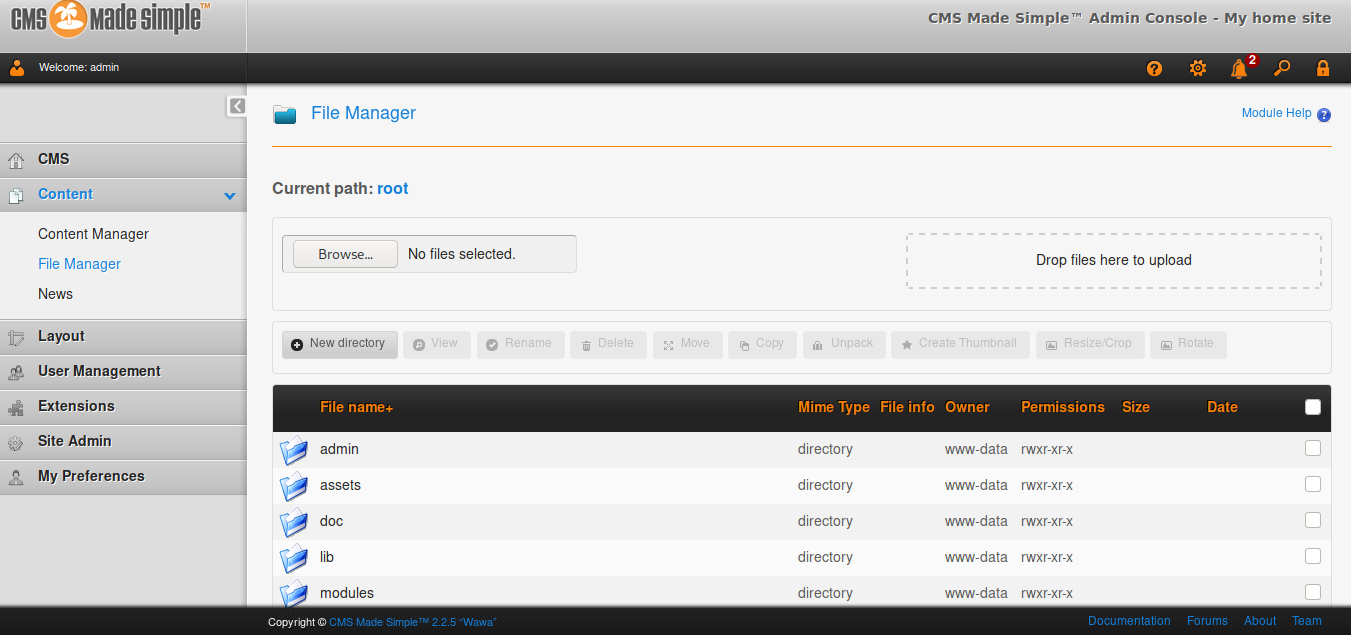 CMS Made Simple™
CMS Made Simple™ Admin Console - My home site
Welcome: admin
2
File Manager
Module Help ?
CMS
Current path: root
Content
Content Manager
File Manager
News
Browse... No files selected.
Drop files here to upload
Layout
User Management
Extensions
Site Admin
My Preferences
New directory View Rename Delete Move Copy Unpack Create Thumbnail Resize/Crop Rotate
File name+ Mime Type File info Owner Permissions Size Date
admin directory www-data rwxr-xr-x
assets directory www-data rwxr-xr-x
doc directory www-data rwxr-xr-x
lib directory www-data rwxr-xr-x
modules directory www-data rwxr-xr-x
Copyright © CMS Made Simple™ 2.2.5 “Wawa”
Documentation Forums About Team